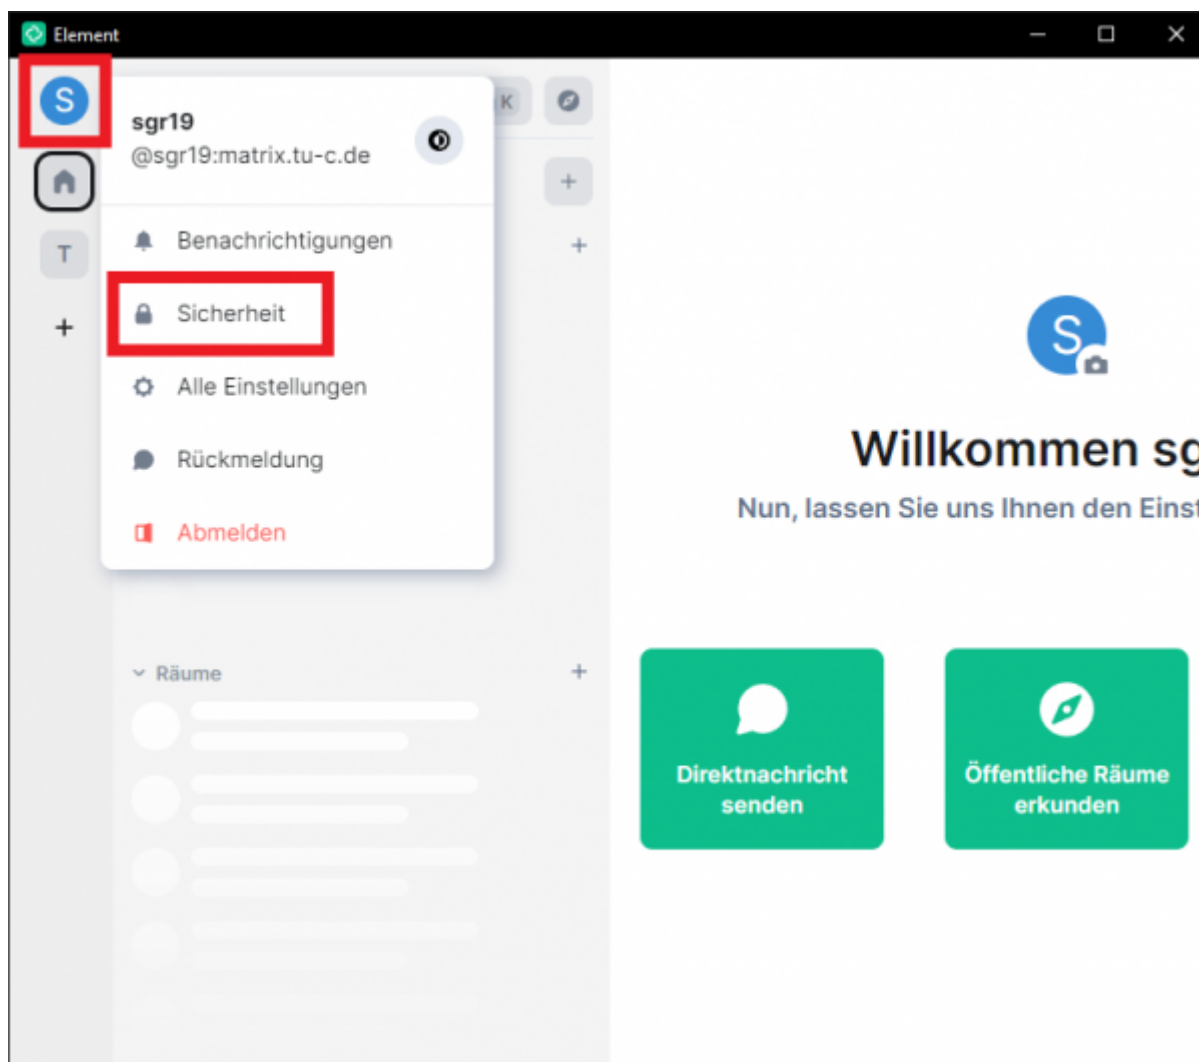 Element
S
sgr19
@sgr19:matrix.tu-c.de
K
T
Benachrichtigungen
Sicherheit
Alle Einstellungen
Rückmeldung
Abmelden
Räume
S
Willkommen sg
Nun, lassen Sie uns Ihnen den Einst
Direktnachricht
senden
Öffentliche Räume
erkunden